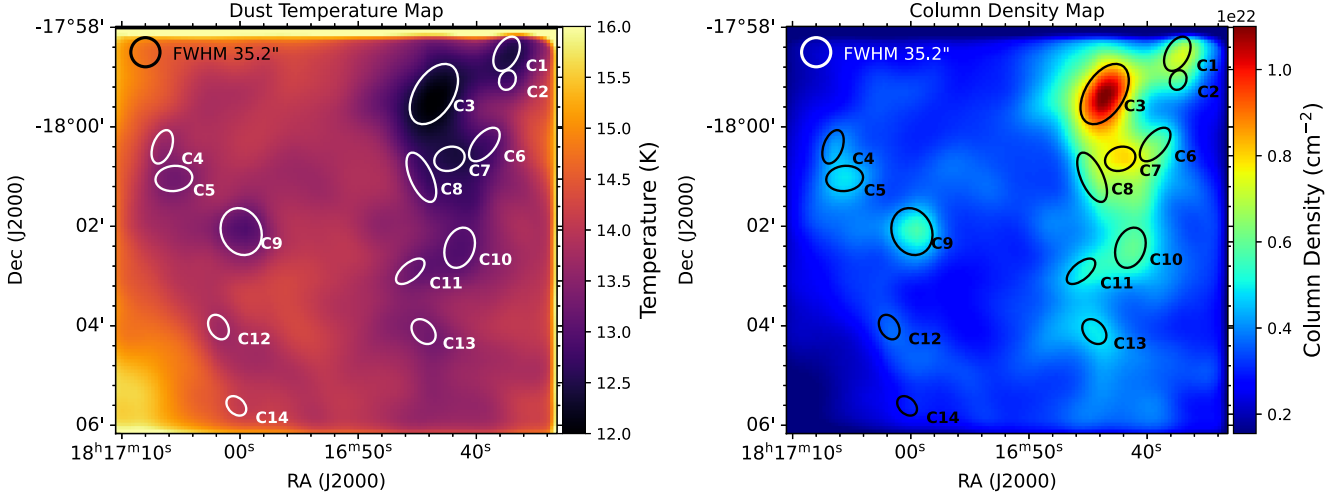 Dust Temperature Map
-17°58'
-18°00'
02'
04'
06'
Dec (J2000)
FWHM 35.2"
C1
C2
C3
C4
C5
C6
C7
C8
C9
C10
C11
C12
C13
C14
18ʰ17ᵐ10ˢ
00ˢ
16ᵐ50ˢ
40ˢ
RA (J2000)
16.0
15.5
15.0
14.5
14.0
13.5
13.0
12.5
12.0
Temperature (K)
Column Density Map
1e22
-17°58'
-18°00'
02'
04'
06'
Dec (J2000)
FWHM 35.2"
C1
C2
C3
C4
C5
C6
C7
C8
C9
C10
C11
C12
C13
C14
18ʰ17ᵐ10ˢ
00ˢ
16ᵐ50ˢ
40ˢ
RA (J2000)
1.0
0.8
0.6
0.4
0.2
Column Density (cm⁻²)